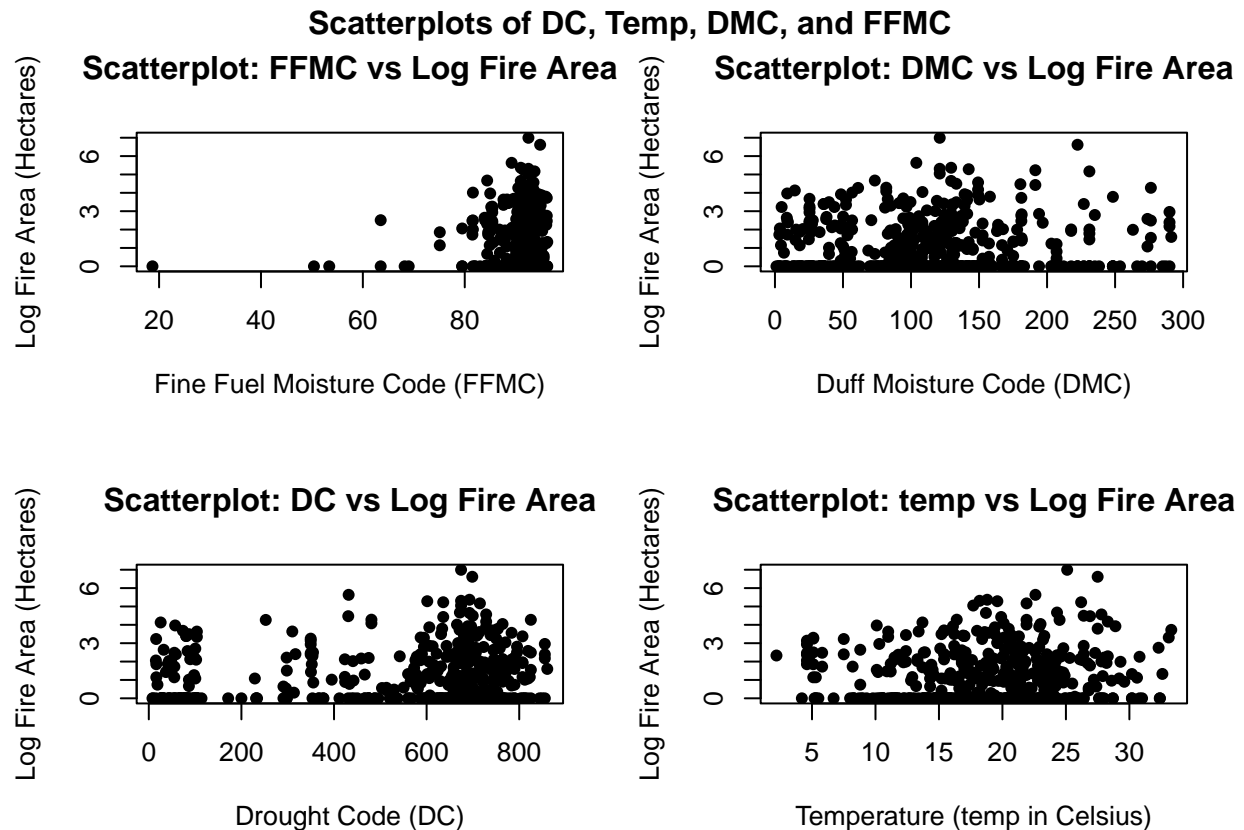 Scatterplots of DC, Temp, DMC, and FFMC
Scatterplot: FFMC vs Log Fire Area
Log Fire Area (Hectares)
0 3 6
20 40 60 80
Fine Fuel Moisture Code (FFMC)
Scatterplot: DMC vs Log Fire Area
Log Fire Area (Hectares)
0 3 6
0 50 100 150 200 250 300
Duff Moisture Code (DMC)
Scatterplot: DC vs Log Fire Area
Log Fire Area (Hectares)
0 3 6
0 200 400 600 800
Drought Code (DC)
Scatterplot: temp vs Log Fire Area
Log Fire Area (Hectares)
0 3 6
5 10 15 20 25 30
Temperature (temp in Celsius)